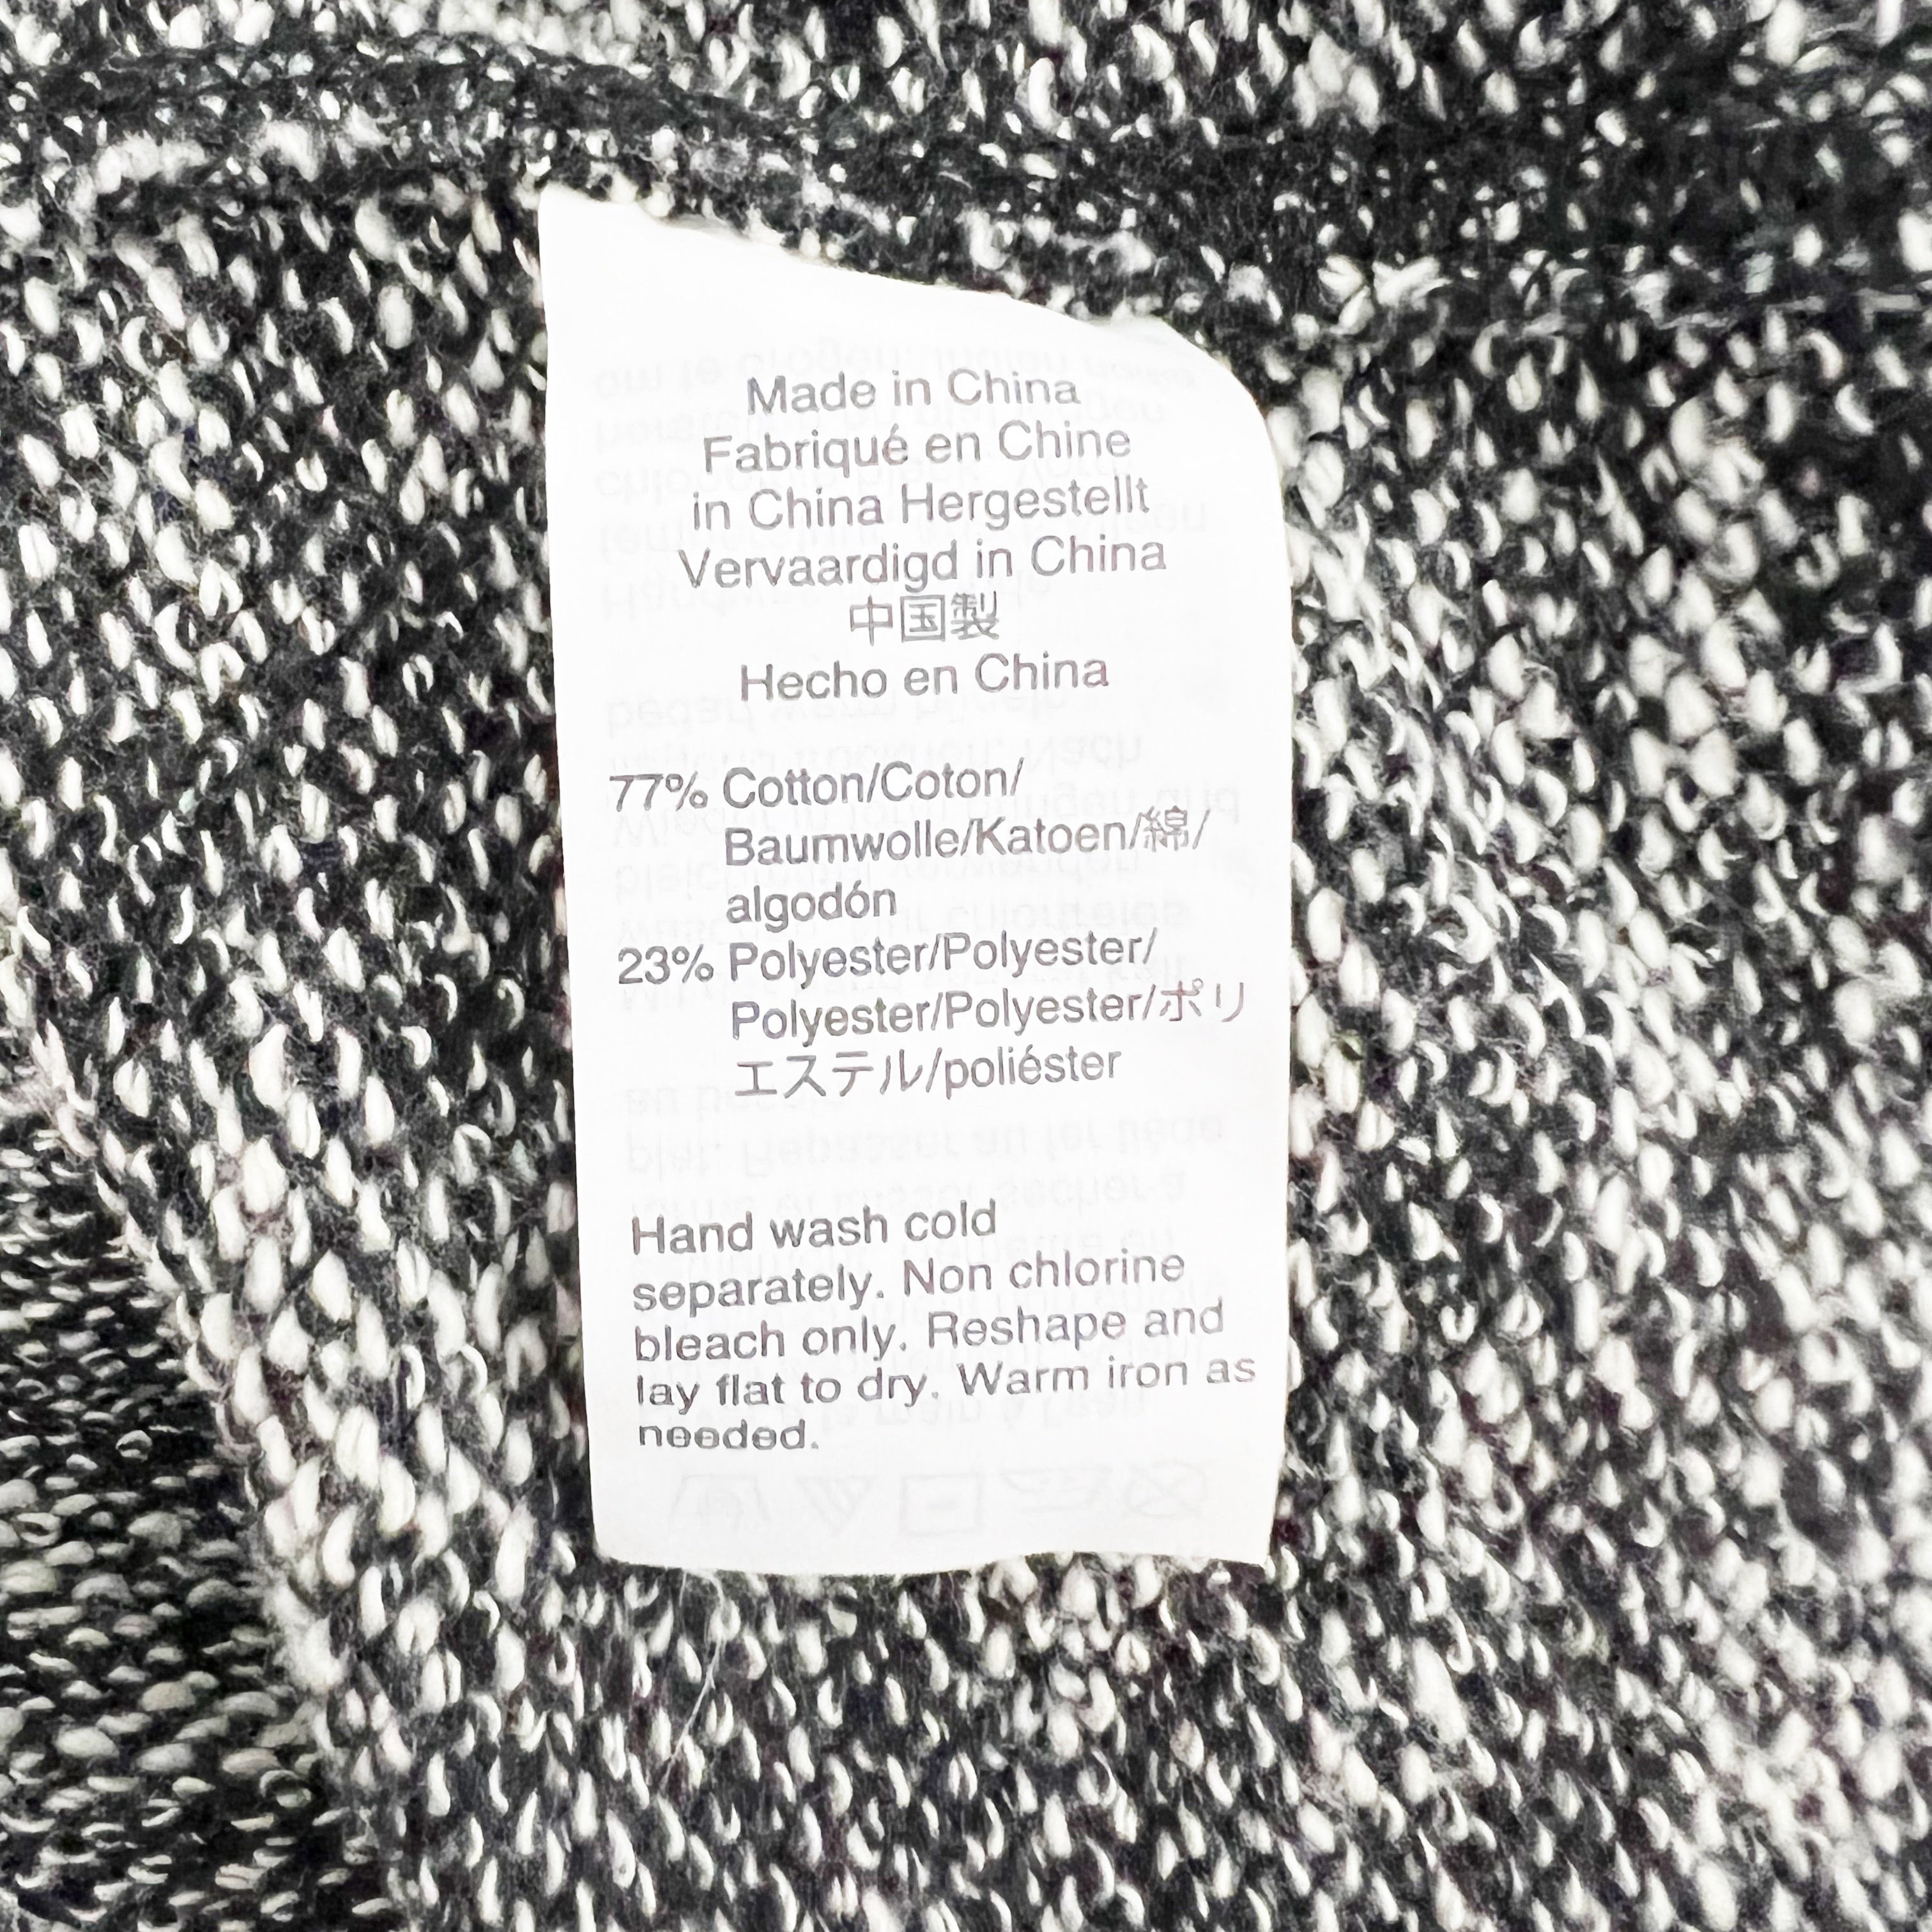 Made in China
Fabriqué en Chine
in China Hergestellt
Vervaardigd in China
中国製
Hecho en China
77% Cotton/Coton/
Baumwolle/Katoen/綿/
algodón
23% Polyester/Polyester/
Polyester/Polyester/ポリ
エステル/poliéster
Hand wash cold
separately. Non chlorine
bleach only. Reshape and
lay flat to dry. Warm iron as
needed.